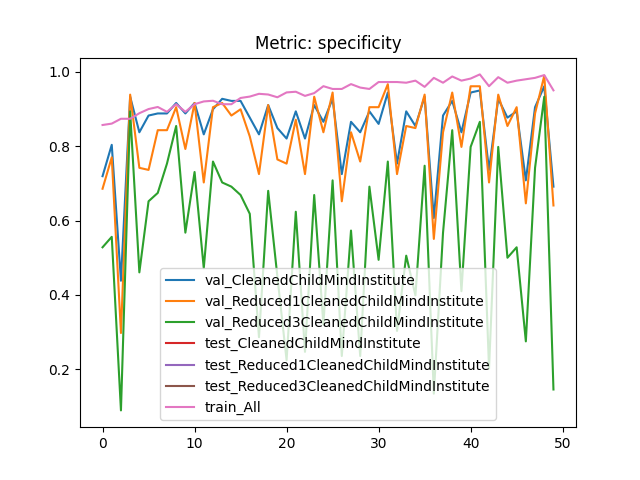 Metric: specificity
1.0
0.8
0.6
0.4
0.2
val_CleanedChildMindInstitute
val_Reduced1CleanedChildMindInstitute
val_Reduced3CleanedChildMindInstitute
test_CleanedChildMindInstitute
test_Reduced1CleanedChildMindInstitute
test_Reduced3CleanedChildMindInstitute
train_All
0 10 20 30 40 50